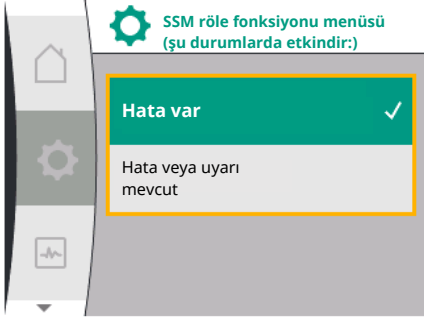 SSM röle fonksiyonu menüsü
(şu durumlarda etkindir:)
Hata var
Hata veya uyarı
mevcut